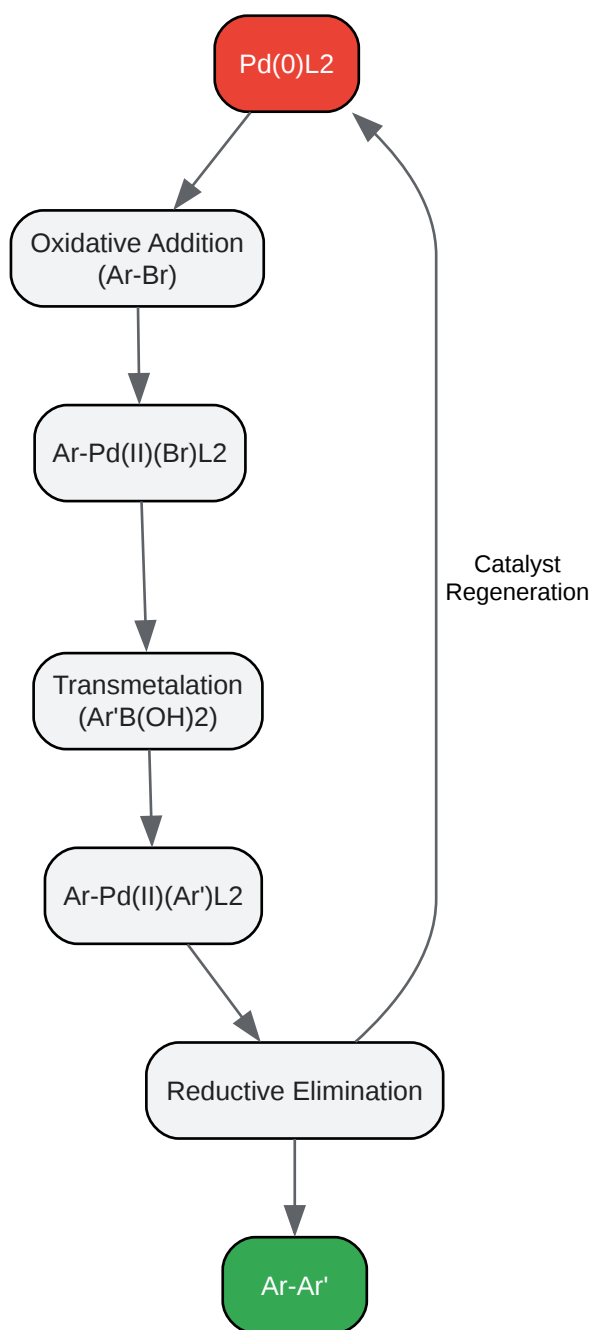 Pd(0)L2
Oxidative Addition
(Ar-Br)
Ar-Pd(II)(Br)L2
Catalyst
Regeneration
Transmetalation
(Ar'B(OH)2)
Ar-Pd(II)(Ar')L2
Reductive Elimination
Ar-Ar'